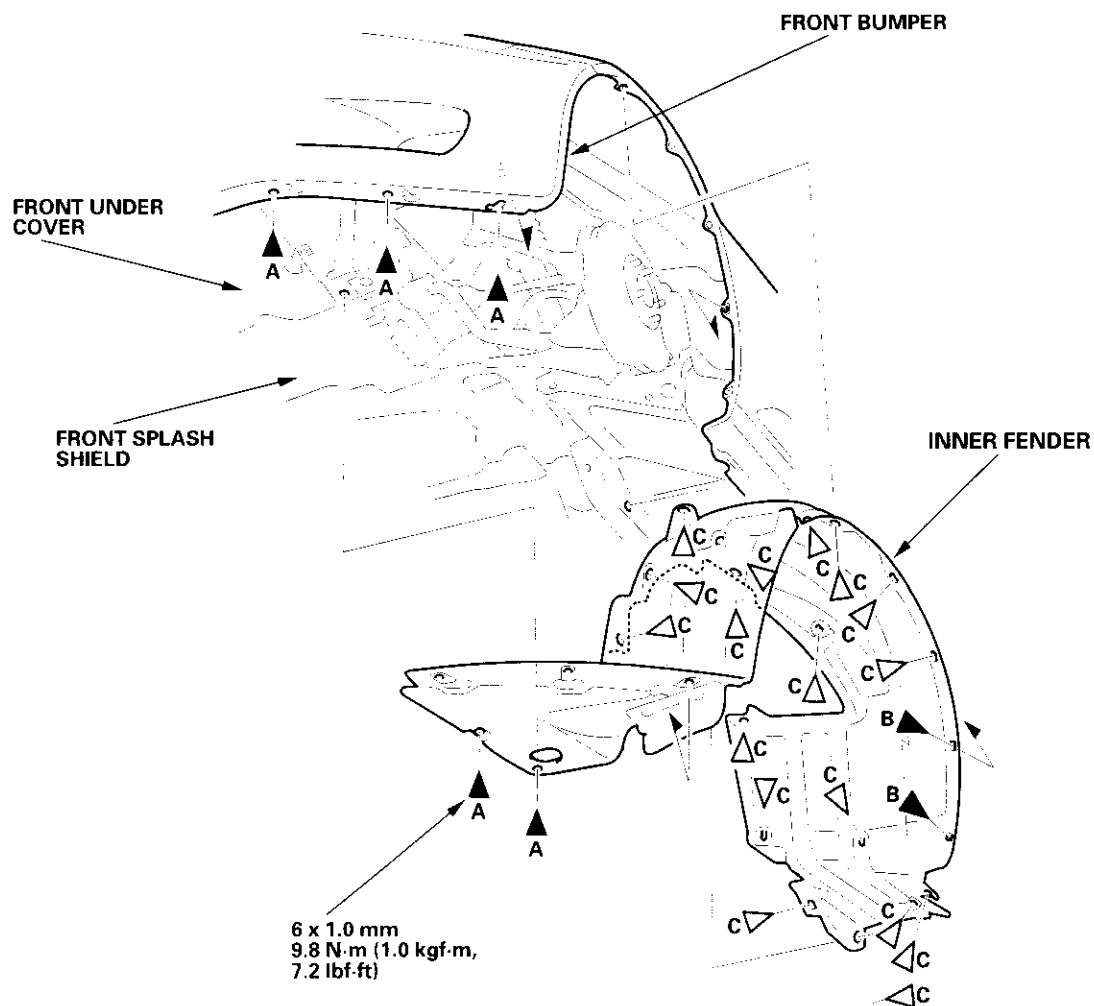 FRONT BUMPER
FRONT UNDER
COVER
A
A
A
FRONT SPLASH
SHIELD
INNER FENDER
C
C
C
C
C
C
C
C
C
C
B
C
C
C
B
A
A
C
C
C
C
6 x 1.0 mm
9.8 N·m (1.0 kgf·m,
7.2 lbf·ft)
C